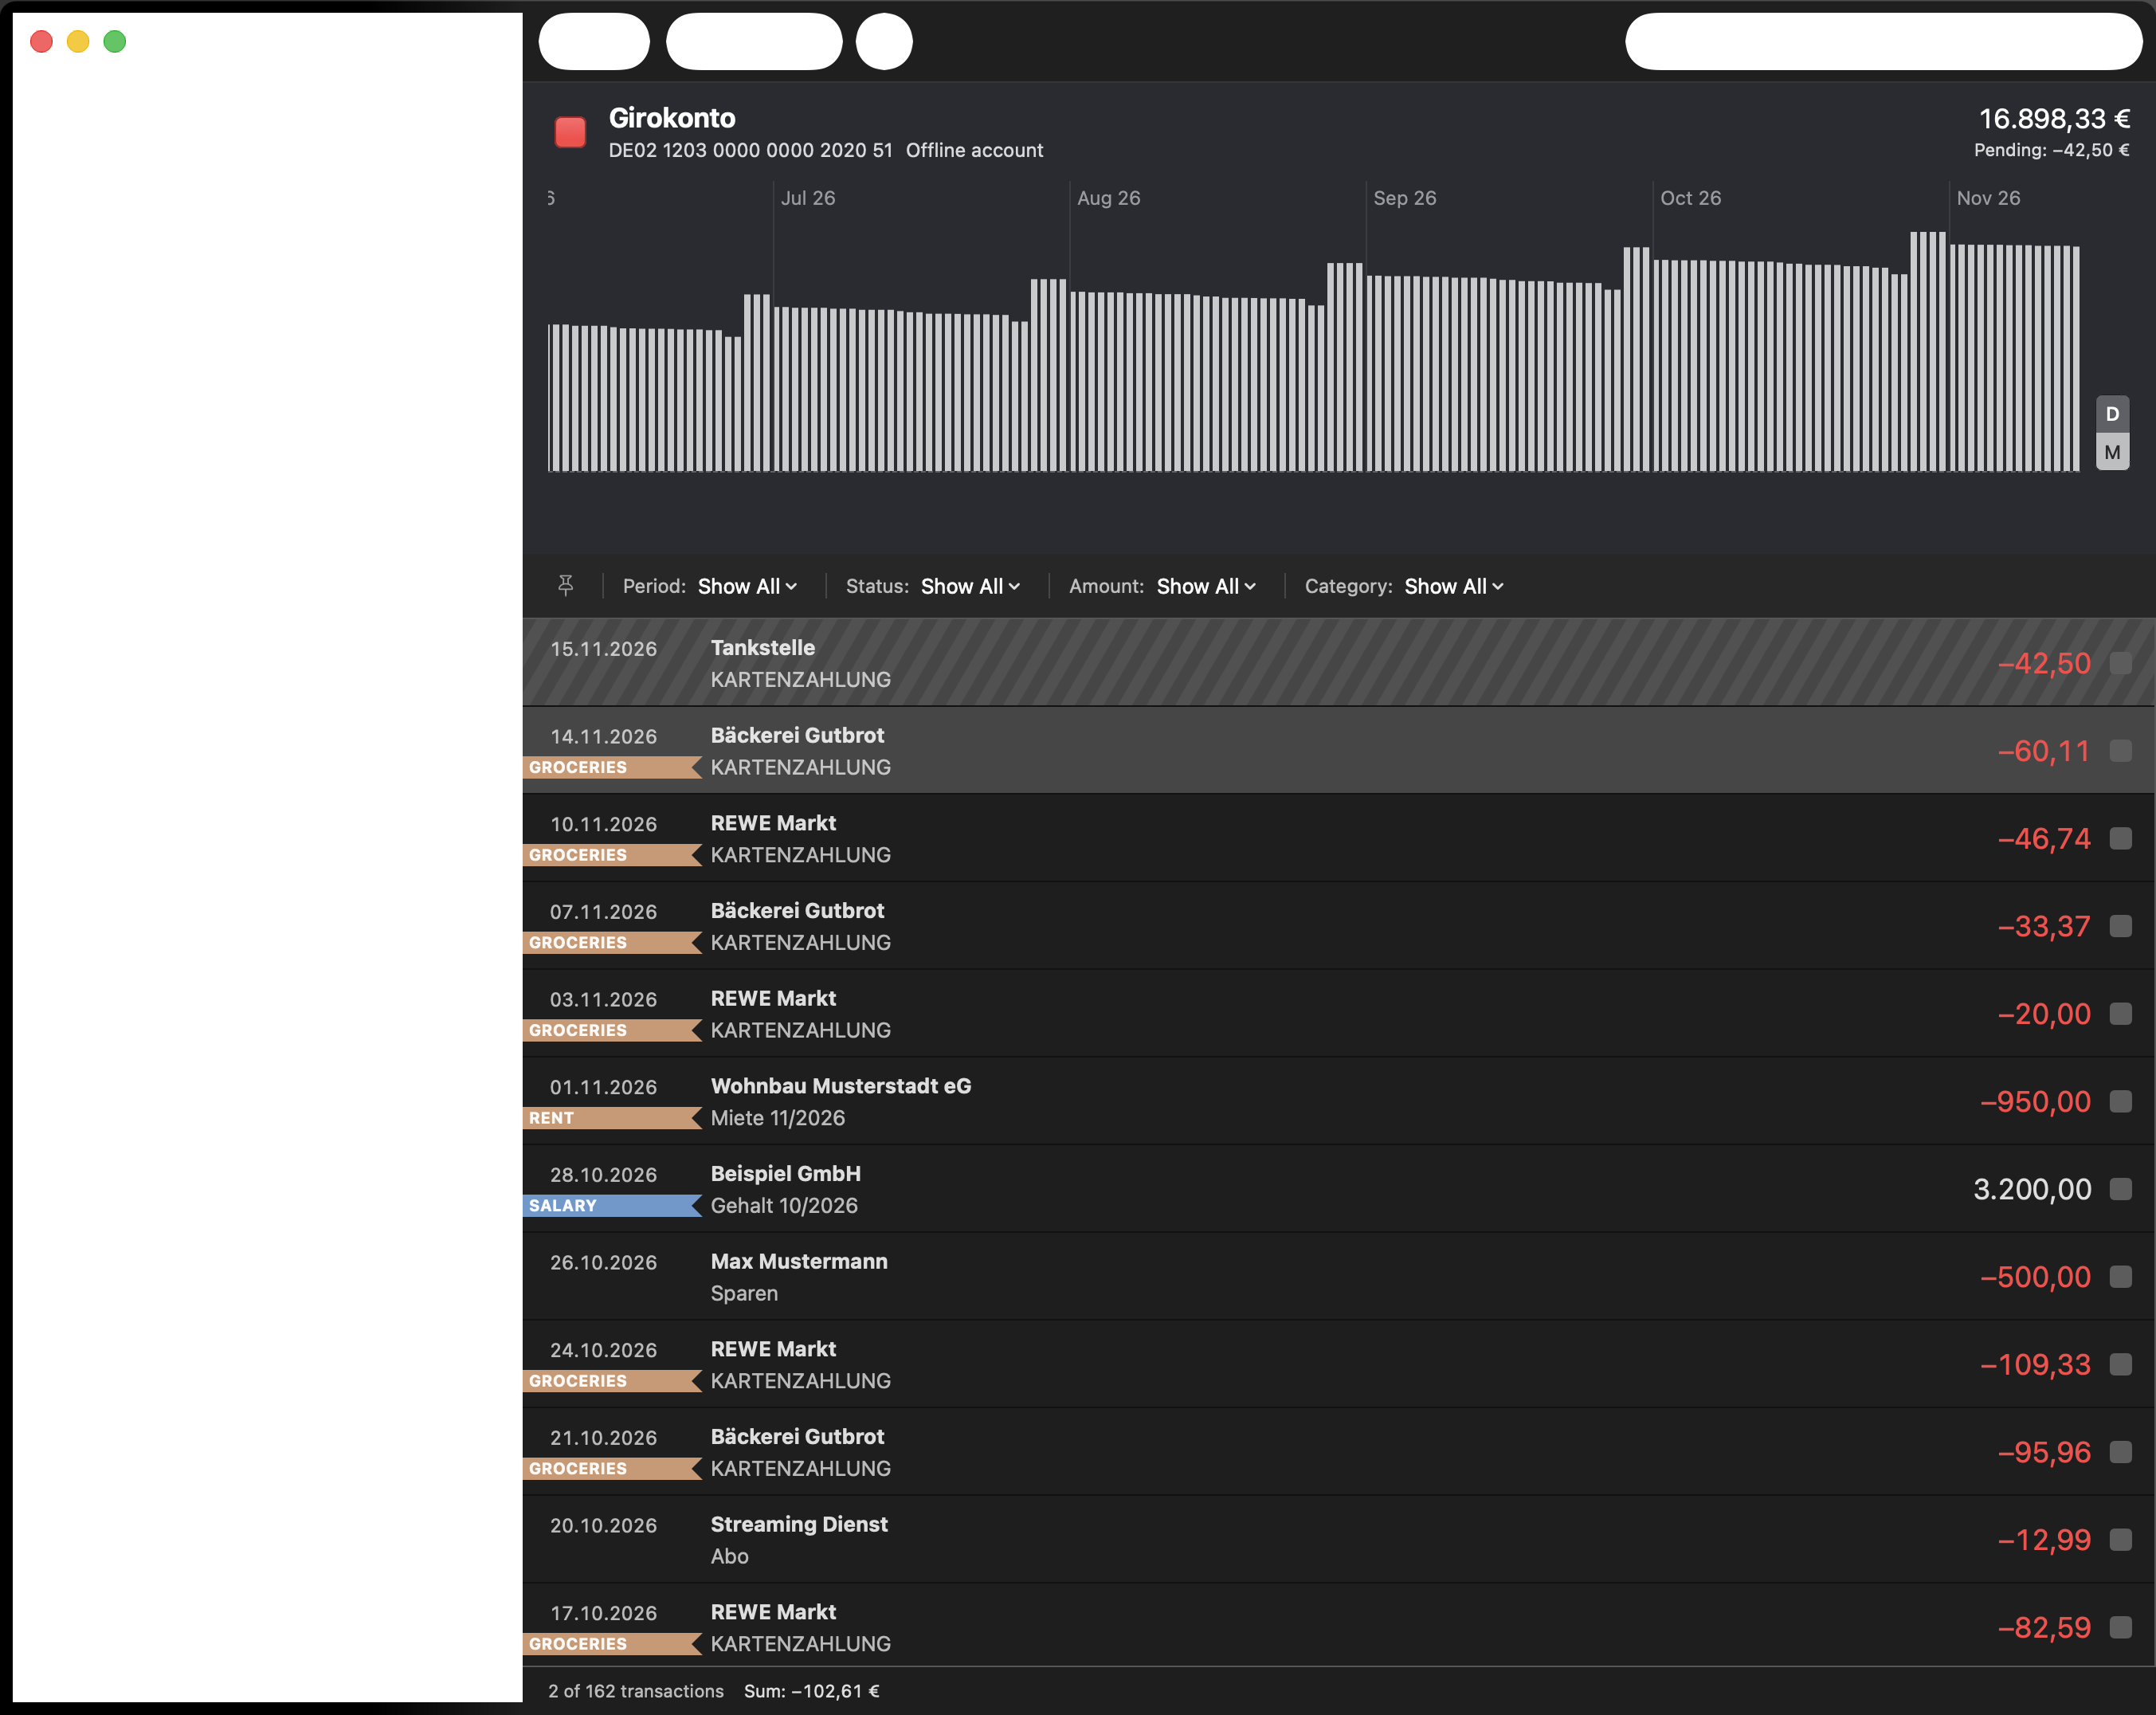 Girokonto
16.898,33 €
DE02 1203 0000 0000 2020 51 Offline account
Pending: −42,50 €
Jul 26
Aug 26
Sep 26
Oct 26
Nov 26
D
M
Period: Show All
Status: Show All
Amount: Show All
Category: Show All
15.11.2026
Tankstelle
KARTENZAHLUNG
−42,50
14.11.2026
Bäckerei Gutbrot
GROCERIES
KARTENZAHLUNG
−60,11
10.11.2026
REWE Markt
GROCERIES
KARTENZAHLUNG
−46,74
07.11.2026
Bäckerei Gutbrot
GROCERIES
KARTENZAHLUNG
−33,37
03.11.2026
REWE Markt
GROCERIES
KARTENZAHLUNG
−20,00
01.11.2026
Wohnbau Musterstadt eG
RENT
Miete 11/2026
−950,00
28.10.2026
Beispiel GmbH
SALARY
Gehalt 10/2026
3.200,00
26.10.2026
Max Mustermann
Sparen
−500,00
24.10.2026
REWE Markt
GROCERIES
KARTENZAHLUNG
−109,33
21.10.2026
Bäckerei Gutbrot
GROCERIES
KARTENZAHLUNG
−95,96
20.10.2026
Streaming Dienst
Abo
−12,99
17.10.2026
REWE Markt
GROCERIES
KARTENZAHLUNG
−82,59
2 of 162 transactions Sum: −102,61 €